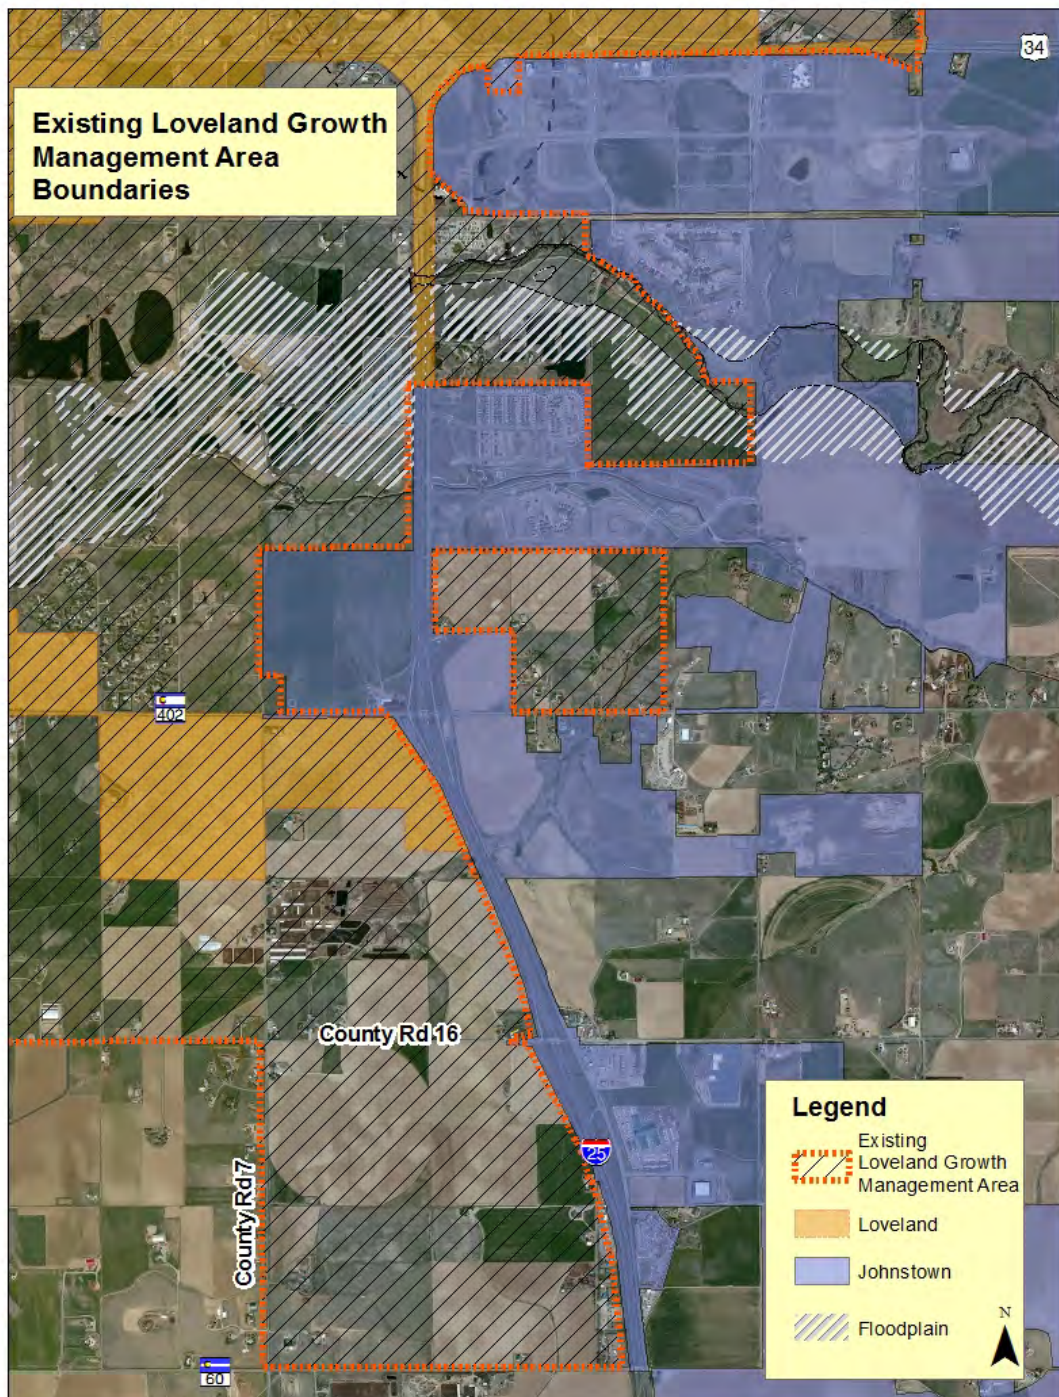 34
Existing Loveland Growth
Management Area
Boundaries
402
County Rd 16
25
County Rd 7
60
Legend
Existing
Loveland Growth
Management Area
Loveland
Johnstown
Floodplain
N